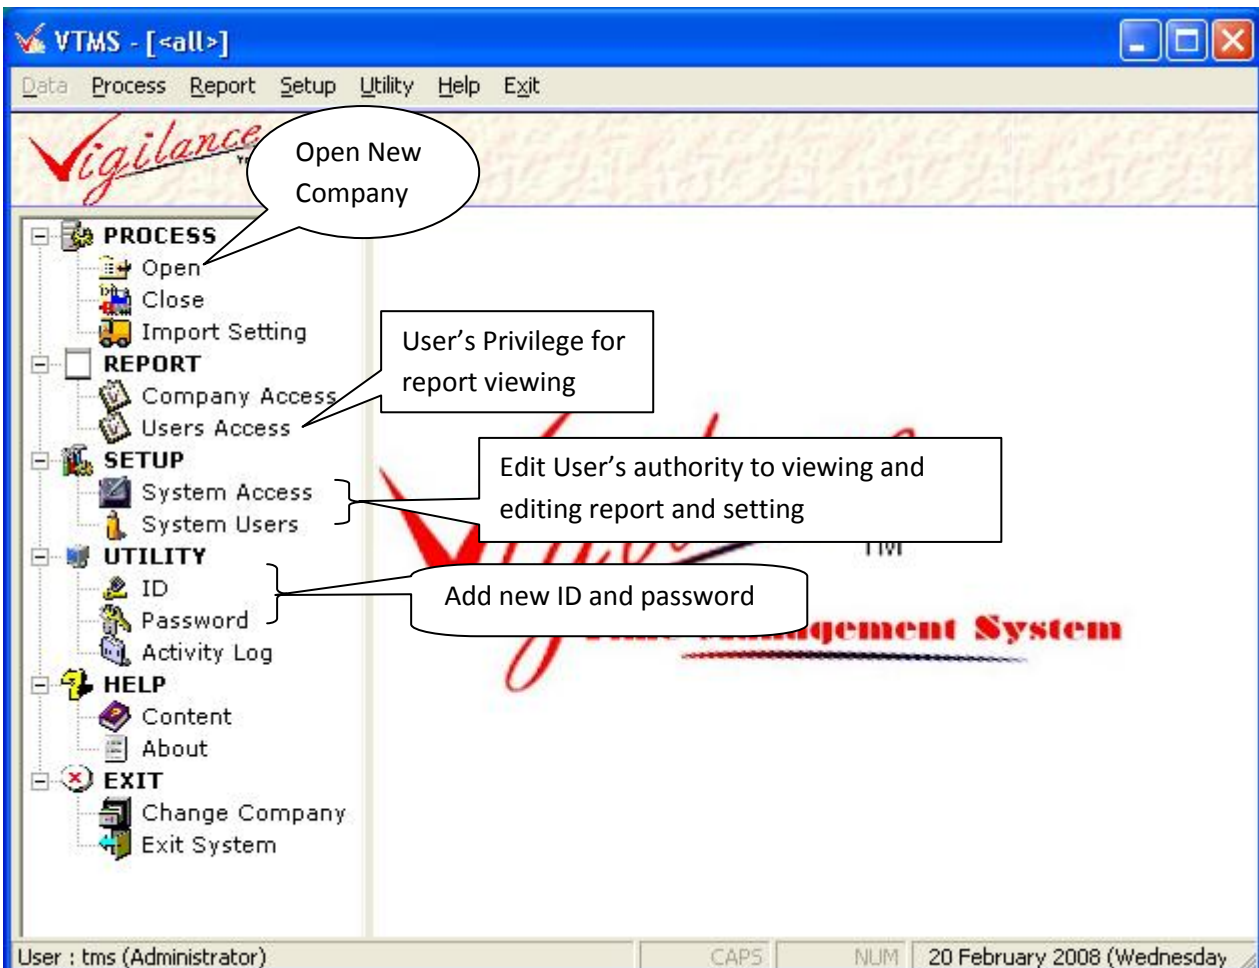 VTMS - [<all>]
Data Process Report Setup Utility Help Exit
Vigilance
Open New
Company
PROCESS
Open
Close
Import Setting
REPORT
Company Access
Users Access
User’s Privilege for
report viewing
SETUP
System Access
System Users
Edit User’s authority to viewing and
editing report and setting
TM
UTILITY
ID
Password
Activity Log
Add new ID and password
Management System
HELP
Content
About
EXIT
Change Company
Exit System
User : tms (Administrator)
CAPS
NUM
20 February 2008 (Wednesday